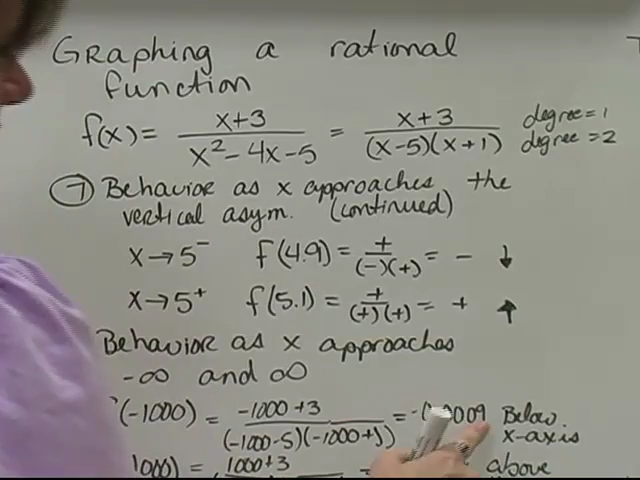 Graphing a rational
function
f(x) = x+3 / x² - 4x - 5 = x+3 / (x-5)(x+1) degree = 1 degree = 2
⑦ Behavior as x approaches the
vertical asym. (continued)
x → 5⁻ f(4.9) = + / (-)(+) = - ↓
x → 5⁺ f(5.1) = + / (+)(+) = + ↑
Behavior as x approaches
-∞ and ∞
(-1000) = -1000+3 / (-1000-5)(-1000+1) = - 0009 Below x-axis
1000) = 1000+3 = above